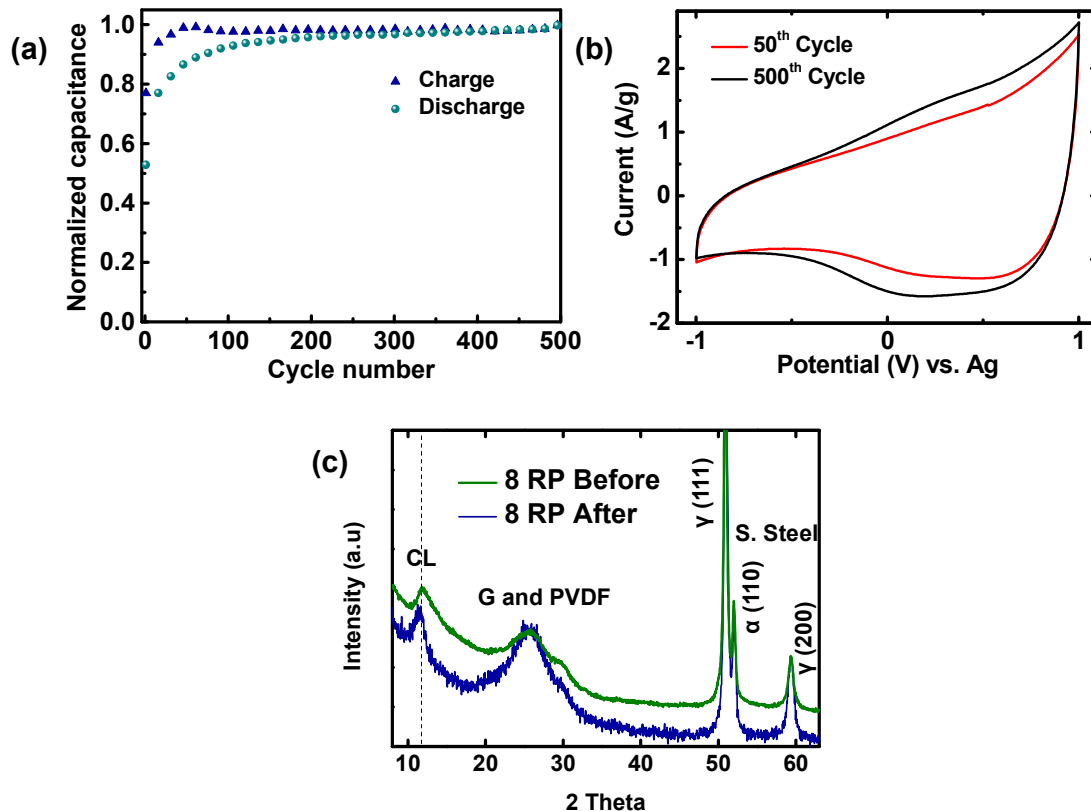 (a)
Normalized capacitance
1.0
0.8
0.6
0.4
0.2
0.0
Charge
Discharge
0 100 200 300 400 500
Cycle number
(b)
50th Cycle
500th Cycle
Current (A/g)
2
1
0
-1
-2
-1 0 1
Potential (V) vs. Ag
(c)
8 RP Before
8 RP After
Intensity (a.u)
CL
G and PVDF
γ (111)
S. Steel
α (110)
γ (200)
10 20 30 40 50 60
2 Theta